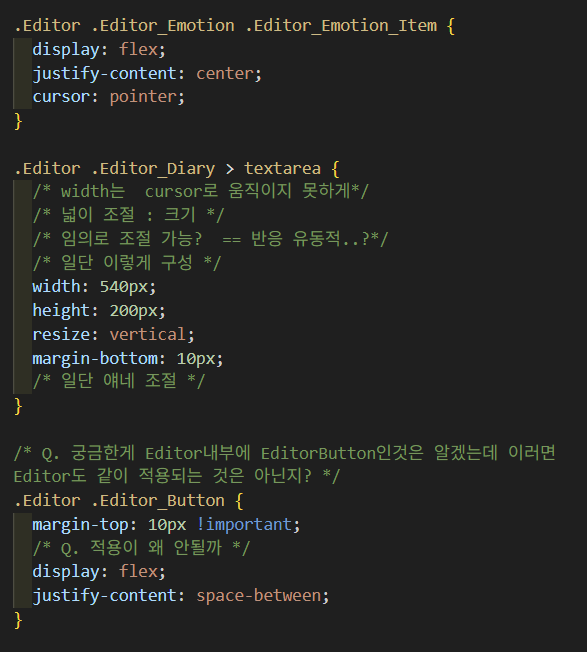 .Editor .Editor_Emotion .Editor_Emotion_Item {
  display: flex;
  justify-content: center;
  cursor: pointer;
}

.Editor .Editor_Diary > textarea {
  /* width는  cursor로 움직이지 못하게*/
  /* 넓이 조절 : 크기 */
  /* 임의로 조절 가능?  == 반응 유동적..?*/
  /* 일단 이렇게 구성 */
  width: 540px;
  height: 200px;
  resize: vertical;
  margin-bottom: 10px;
  /* 일단 얘네 조절 */
}

/* Q. 궁금한게 Editor내부에 EditorButton인것은 알겠는데 이러면
Editor도 같이 적용되는 것은 아닌지? */
.Editor .Editor_Button {
  margin-top: 10px !important;
  /* Q. 적용이 왜 안될까 */
  display: flex;
  justify-content: space-between;
}